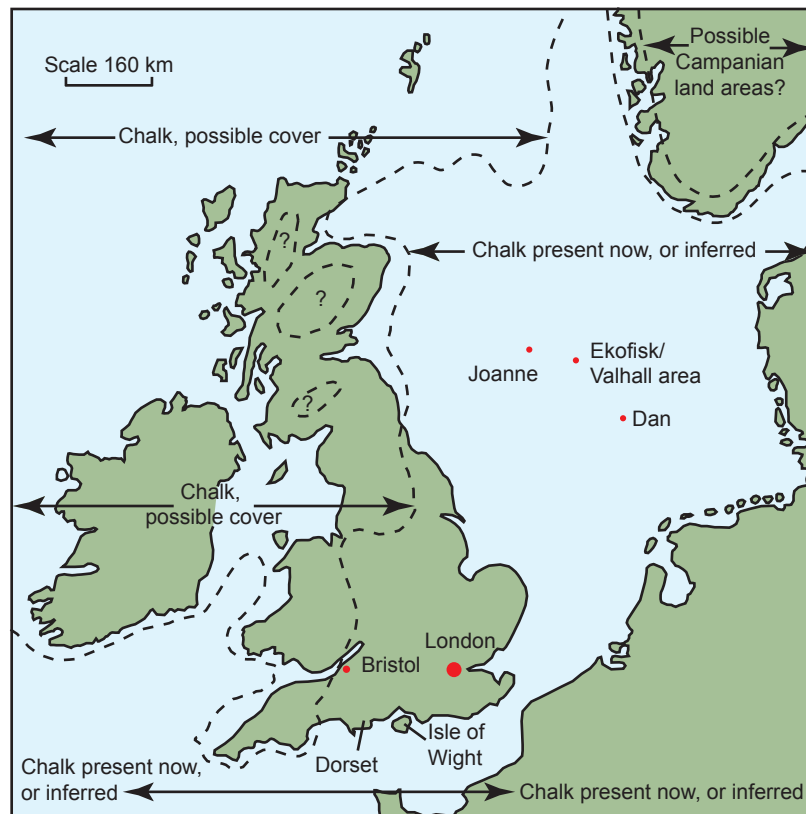 Possible
Campanian
land areas?
Scale 160 km
Chalk, possible cover
?
Chalk present now, or inferred
?
Joanne
Ekofisk/
Valhall area
?
Dan
Chalk,
possible cover
London
Bristol
Isle of
Wight
Dorset
Chalk present now,
or inferred
Chalk present now, or inferred